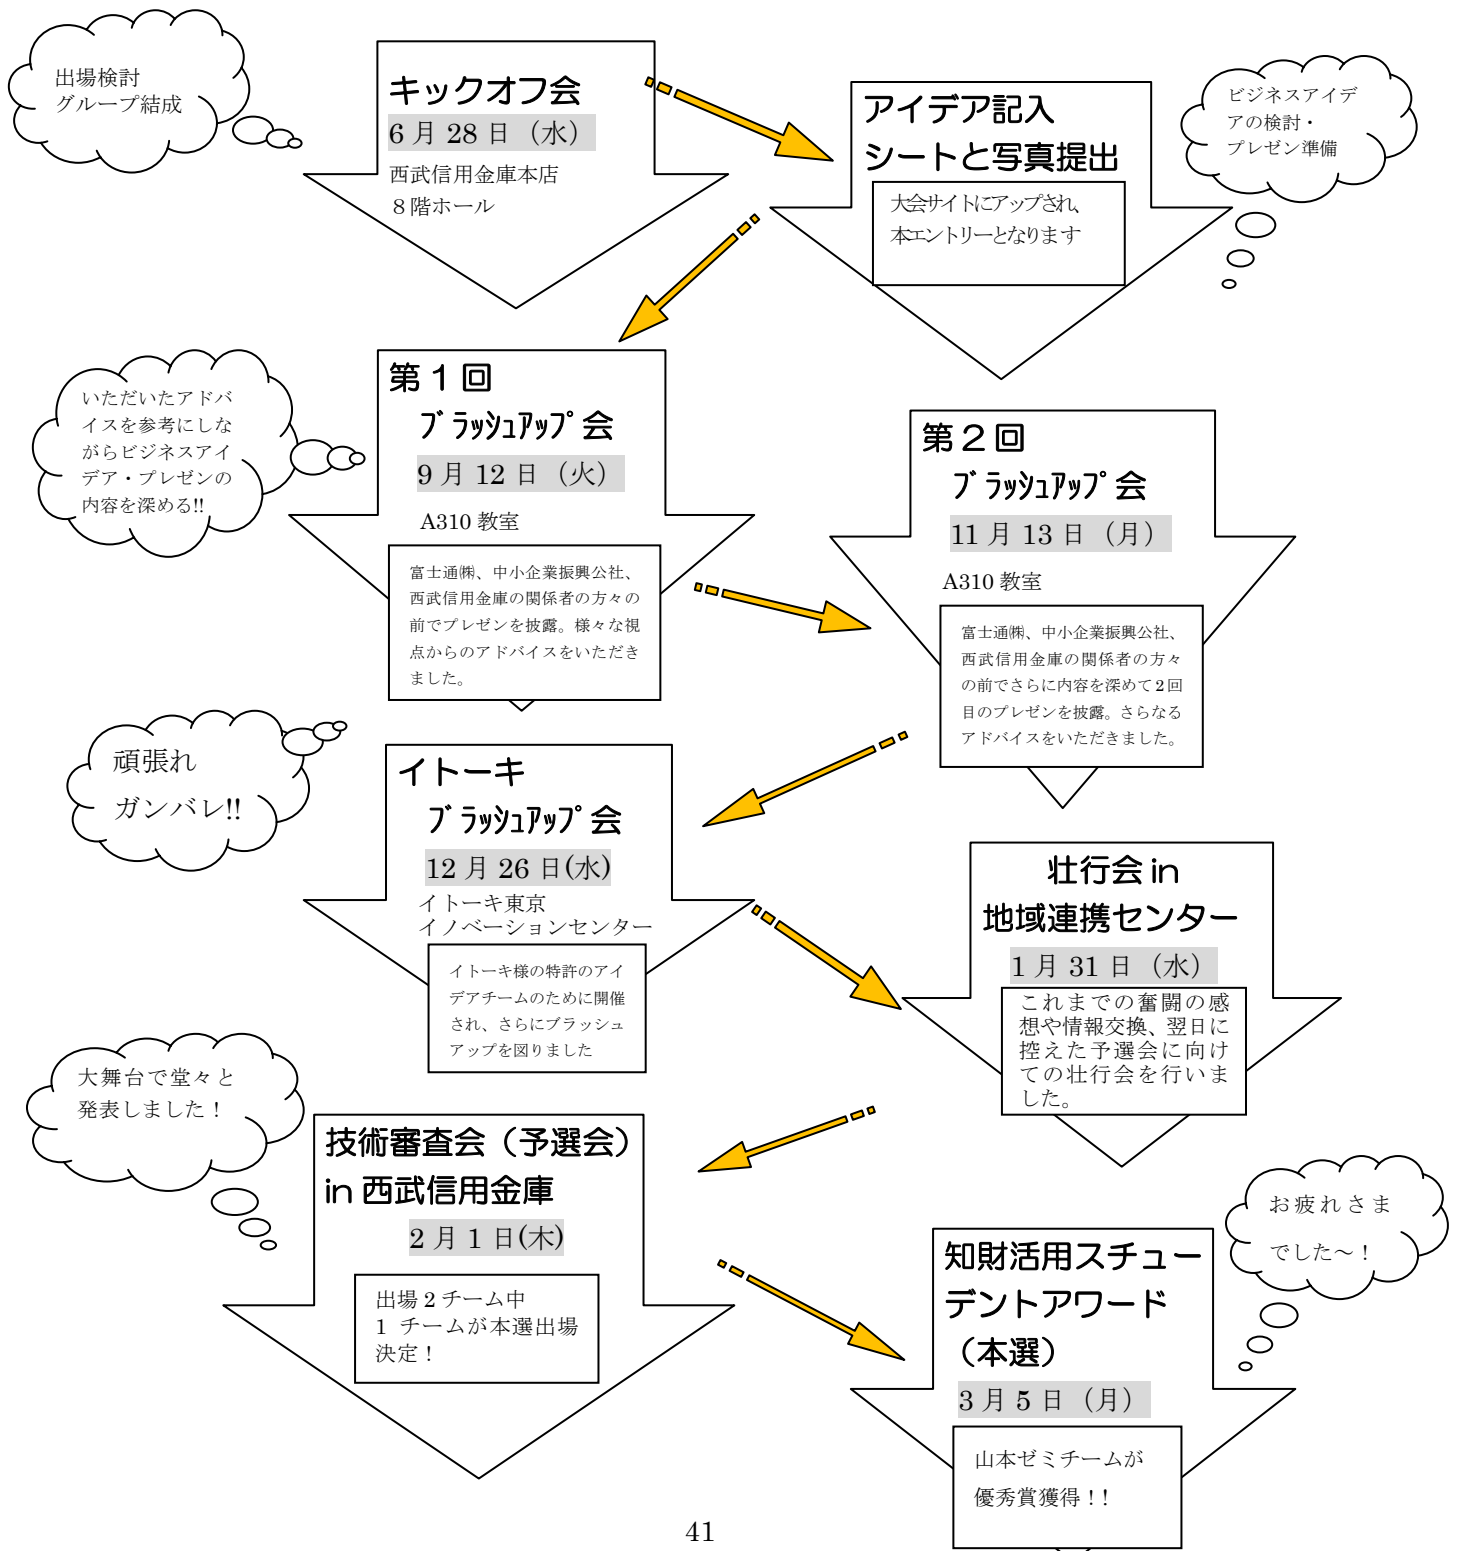 出場検討
グループ結成
キックオフ会
6 月 28 日（水）
西武信用金庫本店
８階ホール
アイデア記入
シートと写真提出
大会サイトにアップされ、
本エントリーとなります
ビジネスアイデ
アの検討・
プレゼン準備
いただいたアドバ
イスを参考にしな
がらビジネスアイ
デア・プレゼンの
内容を深める!!
第１回
ﾌﾞﾗｯｼｭｱｯﾌﾟ会
9 月 12 日（火）
A310 教室
富士通㈱、中小企業振興公社、
西武信用金庫の関係者の方々の
前でプレゼンを披露。様々な視
点からのアドバイスをいただき
ました。
第２回
ﾌﾞﾗｯｼｭｱｯﾌﾟ会
11 月 13 日（月）
A310 教室
富士通㈱、中小企業振興公社、
西武信用金庫の関係者の方々
の前でさらに内容を深めて２回
目のプレゼンを披露。さらなる
アドバイスをいただきました。
頑張れ
ガンバレ!!
イトーキ
ﾌﾞﾗｯｼｭｱｯﾌﾟ会
12 月 26 日(水)
イトーキ東京
イノベーションセンター
イトーキ様の特許のアイ
デアチームのために開催
され、さらにブラッシュ
アップを図りました
壮行会 in
地域連携センター
1 月 31 日（水）
これまでの奮闘の感
想や情報交換、翌日に
控えた予選会に向け
ての壮行会を行いま
した。
大舞台で堂々と
発表しました！
技術審査会（予選会）
in 西武信用金庫
2 月 1 日(木)
出場 2 チーム中
1 チームが本選出場
決定！
お疲れさま
でした～！
知財活用スチュー
デントアワード
（本選）
3 月 5 日（月）
山本ゼミチームが
優秀賞獲得！!
41